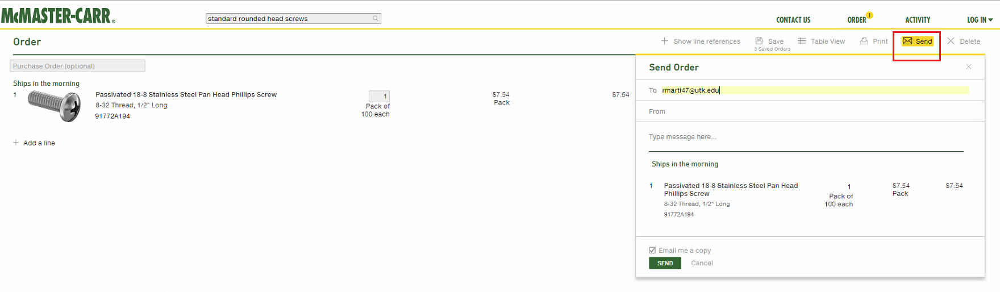 McMASTER-CARR®
standard rounded head screws
CONTACT US
ORDER 1
ACTIVITY
LOG IN
Order
Show line references
Save
3 Saved Orders
Table View
Print
Send
Delete
Purchase Order (optional)
Ships in the morning
1 Passivated 18-8 Stainless Steel Pan Head Phillips Screw 1 $7.54 $7.54
8-32 Thread, 1/2" Long Pack of Pack
91772A194 100 each
Add a line
Send Order
To rmarti47@utk.edu
From
Type message here...
Ships in the morning
1 Passivated 18-8 Stainless Steel Pan Head 1 $7.54 $7.54
Phillips Screw Pack of Pack
8-32 Thread, 1/2" Long 100 each
91772A194
Email me a copy
SEND Cancel